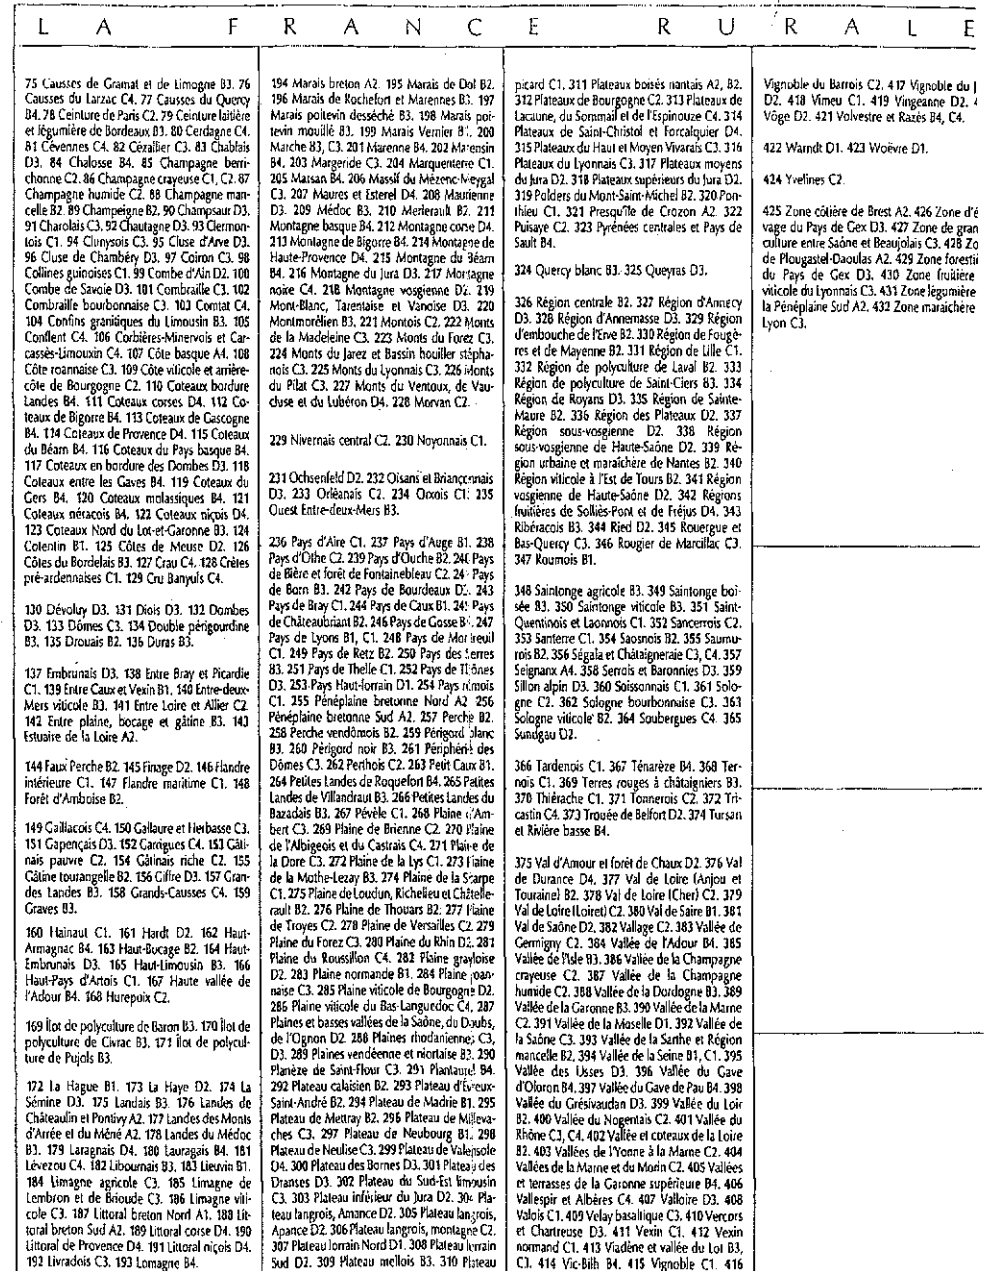 LA FRANCE RURALE
75 Causses de Gramat et de Limogne B3. 76
Causses du Larzac C4. 77 Causses du Quercy
B4. 78 Ceinture de Paris C2. 79 Ceinture laitière
et légumière de Bordeaux B3. 80 Cerdagne C4.
81 Cévennes C4. 82 Cézallier C3. 83 Chablais
D3. 84 Chalosse B4. 85 Champagne berri-
chonne C2. 86 Champagne crayeuse C1, C2. 87
Champagne humide C2. 88 Champagne man-
celle B2. 89 Champeigne B2. 90 Champsaur D3.
91 Charolais C3. 92 Chautagne D3. 93 Clermon-
tois C1. 94 Clunysois C3. 95 Cluse d'Arve D3.
96 Cluse de Chambéry D3. 97 Coiron C3. 98
Collines guinoises C1. 99 Combe d'Ain D2. 100
Combe de Savoie D3. 101 Combraille C3. 102
Combraille bourbonnaise C3. 103 Comtat C4.
104 Confins granitiques du Limousin B3. 105
Conflent C4. 106 Corbières-Minervois et Car-
cassès-Limouxin C4. 107 Côte basque A4. 108
Côte roannaise C3. 109 Côte viticole et arrière-
côte de Bourgogne C2. 110 Coteaux bordure
Landes B4. 111 Coteaux corses D4. 112 Co-
teaux de Bigorre B4. 113 Coteaux de Gascogne
B4. 114 Coteaux de Provence D4. 115 Coteaux
du Béarn B4. 116 Coteaux du Pays basque B4.
117 Coteaux en bordure des Dombes D3. 118
Coteaux entre les Gaves B4. 119 Coteaux du
Gers B4. 120 Coteaux molassiques B4. 121
Coteaux néracois B4. 122 Coteaux niçois D4.
123 Coteaux Nord du Lot-et-Garonne B3. 124
Cotentin B1. 125 Côtes de Meuse D2. 126
Côtes du Bordelais B3. 127 Crau C4. 128 Crêtes
pré-ardennaises C1. 129 Cru Banyuls C4.
130 Dévoluy D3. 131 Diois D3. 132 Dombes
D3. 133 Dômes C3. 134 Double périgourdine
B3. 135 Drouais B2. 136 Duras B3.
137 Embrunais D3. 138 Entre Bray et Picardie
C1. 139 Entre Caux et Vexin B1. 140 Entre-deux-
Mers viticole B3. 141 Entre Loire et Allier C2.
142 Entre plaine, bocage et gâtine B3. 143
Estuaire de la Loire A2.
144 Faux Perche B2. 145 Finage D2. 146 Flandre
intérieure C1. 147 Flandre maritime C1. 148
Forêt d'Amboise B2.
149 Gaillacois C4. 150 Gallaure et Herbasse C3.
151 Gapençais D3. 152 Garrigues C4. 153 Gâti-
nais pauvre C2. 154 Gâtinais riche C2. 155
Gâtine tourangelle B2. 156 Giffre D3. 157 Gran-
des Landes B3. 158 Grands-Causses C4. 159
Graves B3.
160 Hainaut C1. 161 Hardt D2. 162 Haut-
Armagnac B4. 163 Haut-Bocage B2. 164 Haut-
Embrunais D3. 165 Haut-Limousin B3. 166
Haut-Pays d'Artois C1. 167 Haute vallée de
l'Adour B4. 168 Hurepoix C2.
169 Îlot de polyculture de Baron B3. 170 Îlot de
polyculture de Civrac B3. 171 Îlot de polycul-
ture de Pujols B3.
172 La Hague B1. 173 La Haye D2. 174 La
Sémine D3. 175 Landais B3. 176 Landes de
Châteaulin et Pontivy A2. 177 Landes des Monts
d'Arrée et du Méné A2. 178 Landes du Médoc
B3. 179 Laragnais D4. 180 Lauragais B4. 181
Lévezou C4. 182 Libournais B3. 183 Lieuvin B1.
184 Limagne agricole C3. 185 Limagne de
Lembron et de Brioude C3. 186 Limagne viti-
cole C3. 187 Littoral breton Nord A1. 188 Lit-
toral breton Sud A2. 189 Littoral corse D4. 190
Littoral de Provence D4. 191 Littoral niçois D4.
192 Livradois C3. 193 Lomagne B4.
194 Marais breton A2. 195 Marais de Dol B2.
196 Marais de Rochefort et Marennes B3. 197
Marais poitevin desséché B3. 198 Marais poi-
tevin mouillé B3. 199 Marais Vernier B1. 200
Marche B3, C3. 201 Marenne B4. 202 Marensin
B4. 203 Margeride C3. 204 Marquenterre C1.
205 Marsan B4. 206 Massif du Mézenc-Meygal
C3. 207 Maures et Esterel D4. 208 Maurienne
D3. 209 Médoc B3. 210 Merlerault B2. 211
Montagne basque B4. 212 Montagne corse D4.
213 Montagne de Bigorre B4. 214 Montagne de
Haute-Provence D4. 215 Montagne du Béarn
B4. 216 Montagne du Jura D3. 217 Montagne
noire C4. 218 Montagne vosgienne D2. 219
Mont-Blanc, Tarentaise et Vanoise D3. 220
Montmorélien B3. 221 Montois C2. 222 Monts
de la Madeleine C3. 223 Monts du Forez C3.
224 Monts du Jarez et Bassin houiller stépha-
nois C3. 225 Monts du Lyonnais C3. 226 Monts
du Pilat C3. 227 Monts du Ventoux, de Vau-
cluse et du Lubéron D4. 228 Morvan C2.
229 Nivernais central C2. 230 Noyonnais C1.
231 Ochsenfeld D2. 232 Oisans et Briançonnais
D3. 233 Orléanais C2. 234 Orxois C1. 235
Ouest Entre-deux-Mers B3.
236 Pays d'Aire C1. 237 Pays d'Auge B1. 238
Pays d'Othe C2. 239 Pays d'Ouche B2. 240 Pays
de Bière et forêt de Fontainebleau C2. 241 Pays
de Born B3. 242 Pays de Bourdeaux D3. 243
Pays de Bray C1. 244 Pays de Caux B1. 245 Pays
de Châteaubriant B2. 246 Pays de Gosse B4. 247
Pays de Lyons B1, C1. 248 Pays de Montreuil
C1. 249 Pays de Retz B2. 250 Pays des Serres
B3. 251 Pays de Thelle C1. 252 Pays de Thônes
D3. 253 Pays Haut-lorrain D1. 254 Pays rémois
C1. 255 Pénéplaine bretonne Nord A2. 256
Pénéplaine bretonne Sud A2. 257 Perche B2.
258 Perche vendômois B2. 259 Périgord blanc
B3. 260 Périgord noir B3. 261 Périphérie des
Dômes C3. 262 Perthois C2. 263 Petit Caux B1.
264 Petites Landes de Roquefort B4. 265 Petites
Landes de Villandraut B3. 266 Petites Landes du
Bazadais B3. 267 Pévèle C1. 268 Plaine d'Am-
bert C3. 269 Plaine de Brienne C2. 270 Plaine
de l'Albigeois et du Castrais C4. 271 Plaine de
la Dore C3. 272 Plaine de la Lys C1. 273 Plaine
de la Mothe-Lezay B3. 274 Plaine de la Scarpe
C1. 275 Plaine de Loudun, Richelieu et Châtelle-
rault B2. 276 Plaine de Thouars B2. 277 Plaine
de Troyes C2. 278 Plaine de Versailles C2. 279
Plaine du Forez C3. 280 Plaine du Rhin D2. 281
Plaine du Roussillon C4. 282 Plaine grayloise
D2. 283 Plaine normande B1. 284 Plaine roan-
naise C3. 285 Plaine viticole de Bourgogne D2.
286 Plaine viticole du Bas-Languedoc C4. 287
Plaines et basses vallées de la Saône, du Doubs,
de l'Ognon D2. 288 Plaines rhodaniennes C3,
D3. 289 Plaines vendéenne et niortaise B3. 290
Planèze de Saint-Flour C3. 291 Plantaurel B4.
292 Plateau calaisien B2. 293 Plateau d'Évreux-
Saint-André B2. 294 Plateau de Madrie B1. 295
Plateau de Mettray B2. 296 Plateau de Milleva-
ches C3. 297 Plateau de Neubourg B1. 298
Plateau de Neulise C3. 299 Plateau de Valensole
D4. 300 Plateau des Bornes D3. 301 Plateau des
Dranses D3. 302 Plateau du Sud-Est limousin
C3. 303 Plateau inférieur du Jura D2. 304 Pla-
teau langrois, Amance D2. 305 Plateau langrois,
Apance D2. 306 Plateau langrois, montagne C2.
307 Plateau lorrain Nord D1. 308 Plateau lorrain
Sud D2. 309 Plateau mellois B3. 310 Plateau
picard C1. 311 Plateaux boisés nantais A2, B2.
312 Plateaux de Bourgogne C2. 313 Plateaux de
Lacaune, du Sommail et de l'Espinouze C4. 314
Plateaux de Saint-Christol et Forcalquier D4.
315 Plateaux du Haut et Moyen Vivarais C3. 316
Plateaux du Lyonnais C3. 317 Plateaux moyens
du Jura D2. 318 Plateaux supérieurs du Jura D2.
319 Polders du Mont-Saint-Michel B2. 320 Pon-
thieu C1. 321 Presqu'île de Crozon A2. 322
Puisaye C2. 323 Pyrénées centrales et Pays de
Sault B4.
324 Quercy blanc B3. 325 Queyras D3.
326 Région centrale B2. 327 Région d'Annecy
D3. 328 Région d'Annemasse D3. 329 Région
d'embouche de l'Erve B2. 330 Région de Fougè-
res et de Mayenne B2. 331 Région de Lille C1.
332 Région de polyculture de Laval B2. 333
Région de polyculture de Saint-Ciers B3. 334
Région de Royans D3. 335 Région de Sainte-
Maure B2. 336 Région des Plateaux D2. 337
Région sous-vosgienne D2. 338 Région
sous-vosgienne de Haute-Saône D2. 339 Ré-
gion urbaine et maraîchère de Nantes B2. 340
Région viticole à l'Est de Tours B2. 341 Région
vosgienne de Haute-Saône D2. 342 Régions
fruitières de Solliès-Pont et de Fréjus D4. 343
Ribéracois B3. 344 Ried D2. 345 Rouergue et
Bas-Quercy C3. 346 Rougier de Marcillac C3.
347 Roumois B1.
348 Saintonge agricole B3. 349 Saintonge boi-
sée B3. 350 Saintonge viticole B3. 351 Saint-
Quentinois et Laonnois C1. 352 Sancerrois C2.
353 Santerre C1. 354 Saosnois B2. 355 Saumu-
rois B2. 356 Ségala et Châtaigneraie C3, C4. 357
Seignanx A4. 358 Serrois et Baronnies D3. 359
Sillon alpin D3. 360 Soissonnais C1. 361 Solo-
gne C2. 362 Sologne bourbonnaise C3. 363
Sologne viticole B2. 364 Soubergues C4. 365
Sundgau D2.
366 Tardenois C1. 367 Ténarèze B4. 368 Ter-
nois C1. 369 Terres rouges à châtaigniers B3.
370 Thiérache C1. 371 Tonnerois C2. 372 Tri-
castin C4. 373 Trouée de Belfort D2. 374 Tursan
et Rivière basse B4.
375 Val d'Amour et forêt de Chaux D2. 376 Val
de Durance D4. 377 Val de Loire (Anjou et
Touraine) B2. 378 Val de Loire (Cher) C2. 379
Val de Loire (Loiret) C2. 380 Val de Saire B1. 381
Val de Saône D2. 382 Vallage C2. 383 Vallée de
Germigny C2. 384 Vallée de l'Adour B4. 385
Vallée de l'Isle B3. 386 Vallée de la Champagne
crayeuse C2. 387 Vallée de la Champagne
humide C2. 388 Vallée de la Dordogne B3. 389
Vallée de la Garonne B3. 390 Vallée de la Marne
C2. 391 Vallée de la Moselle D1. 392 Vallée de
la Saône C3. 393 Vallée de la Sarthe et Région
mancelle B2. 394 Vallée de la Seine B1, C1. 395
Vallée des Usses D3. 396 Vallée du Gave
d'Oloron B4. 397 Vallée du Gave de Pau B4. 398
Vallée du Grésivaudan D3. 399 Vallée du Loir
B2. 400 Vallée du Nogentais C2. 401 Vallée du
Rhône C3, C4. 402 Vallée et coteaux de la Loire
B2. 403 Vallées de l'Yonne à la Marne C2. 404
Vallées de la Marne et du Morin C2. 405 Vallées
et terrasses de la Garonne supérieure B4. 406
Vallespir et Albères C4. 407 Valloire D3. 408
Valois C1. 409 Velay basaltique C3. 410 Vercors
et Chartreuse D3. 411 Vexin C1. 412 Vexin
normand C1. 413 Viadène et vallée du Lot B3,
C3. 414 Vic-Bilh B4. 415 Vignoble C1. 416
Vignoble du Barrois C2. 417 Vignoble du
D2. 418 Vimeu C1. 419 Vingeanne D2.
Vôge D2. 421 Volvestre et Razès B4, C4.
422 Warndt D1. 423 Woëvre D1.
424 Yvelines C2.
425 Zone côtière de Brest A2. 426 Zone d'é
vage du Pays de Gex D3. 427 Zone de gran
culture entre Saône et Beaujolais C3. 428 Zo
de Plougastel-Daoulas A2. 429 Zone foresti
du Pays de Gex D3. 430 Zone fruitière
viticole du Lyonnais C3. 431 Zone légumière
la Pénéplaine Sud A2. 432 Zone maraîchère
Lyon C3.